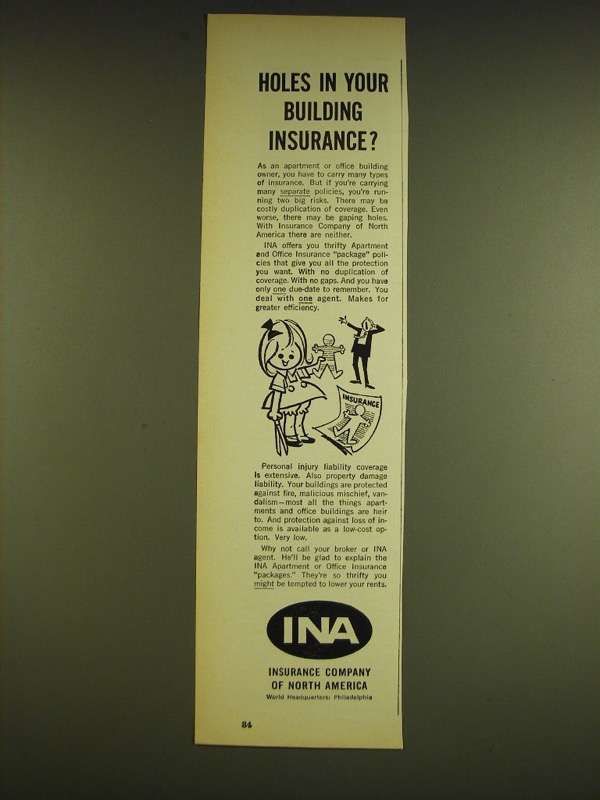 HOLES IN YOUR
BUILDING
INSURANCE?
As an apartment or office building
owner, you have to carry many types
of insurance. But if you're carrying
many separate policies, you're run-
ning two big risks. There may be
costly duplication of coverage. Even
worse, there may be gaping holes.
With Insurance Company of North
America there are neither.
INA offers you thrifty Apartment
and Office Insurance "package" poli-
cies that give you all the protection
you want. With no duplication of
coverage. With no gaps. And you have
only one due-date to remember. You
deal with one agent. Makes for
greater efficiency.
INSURANCE
Personal injury liability coverage
is extensive. Also property damage
liability. Your buildings are protected
against fire, malicious mischief, van-
dalism—most all the things apart-
ments and office buildings are heir
to. And protection against loss of in-
come is available as a low-cost op-
tion. Very low.
Why not call your broker or INA
agent. He'll be glad to explain the
INA Apartment or Office Insurance
"packages." They're so thrifty you
might be tempted to lower your rents.
INA
INSURANCE COMPANY
OF NORTH AMERICA
World Headquarters: Philadelphia
84